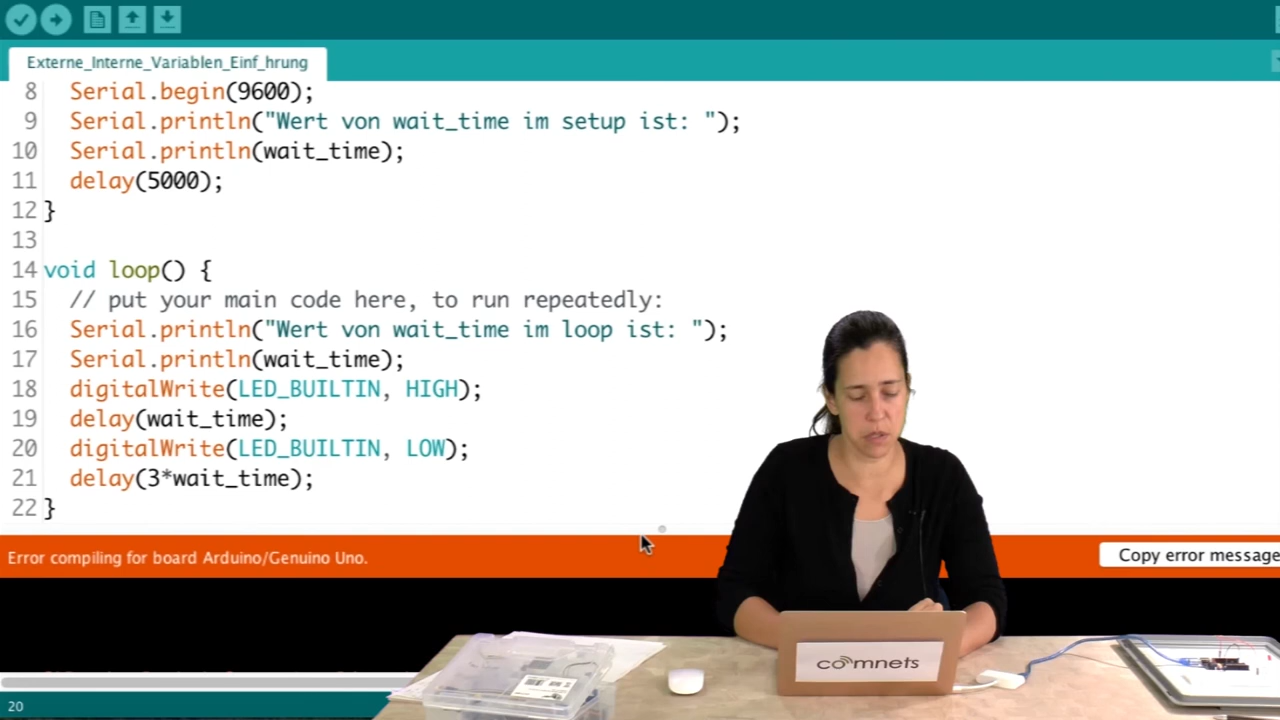 Externe_Interne_Variablen_Einf_hrung
8 Serial.begin(9600);
9 Serial.println("Wert von wait_time im setup ist: ");
10 Serial.println(wait_time);
11 delay(5000);
12 }
13
14 void loop() {
15 // put your main code here, to run repeatedly:
16 Serial.println("Wert von wait_time im loop ist: ");
17 Serial.println(wait_time);
18 digitalWrite(LED_BUILTIN, HIGH);
19 delay(wait_time);
20 digitalWrite(LED_BUILTIN, LOW);
21 delay(3*wait_time);
22 }
Error compiling for board Arduino/Genuino Uno.
Copy error message
comnets
20